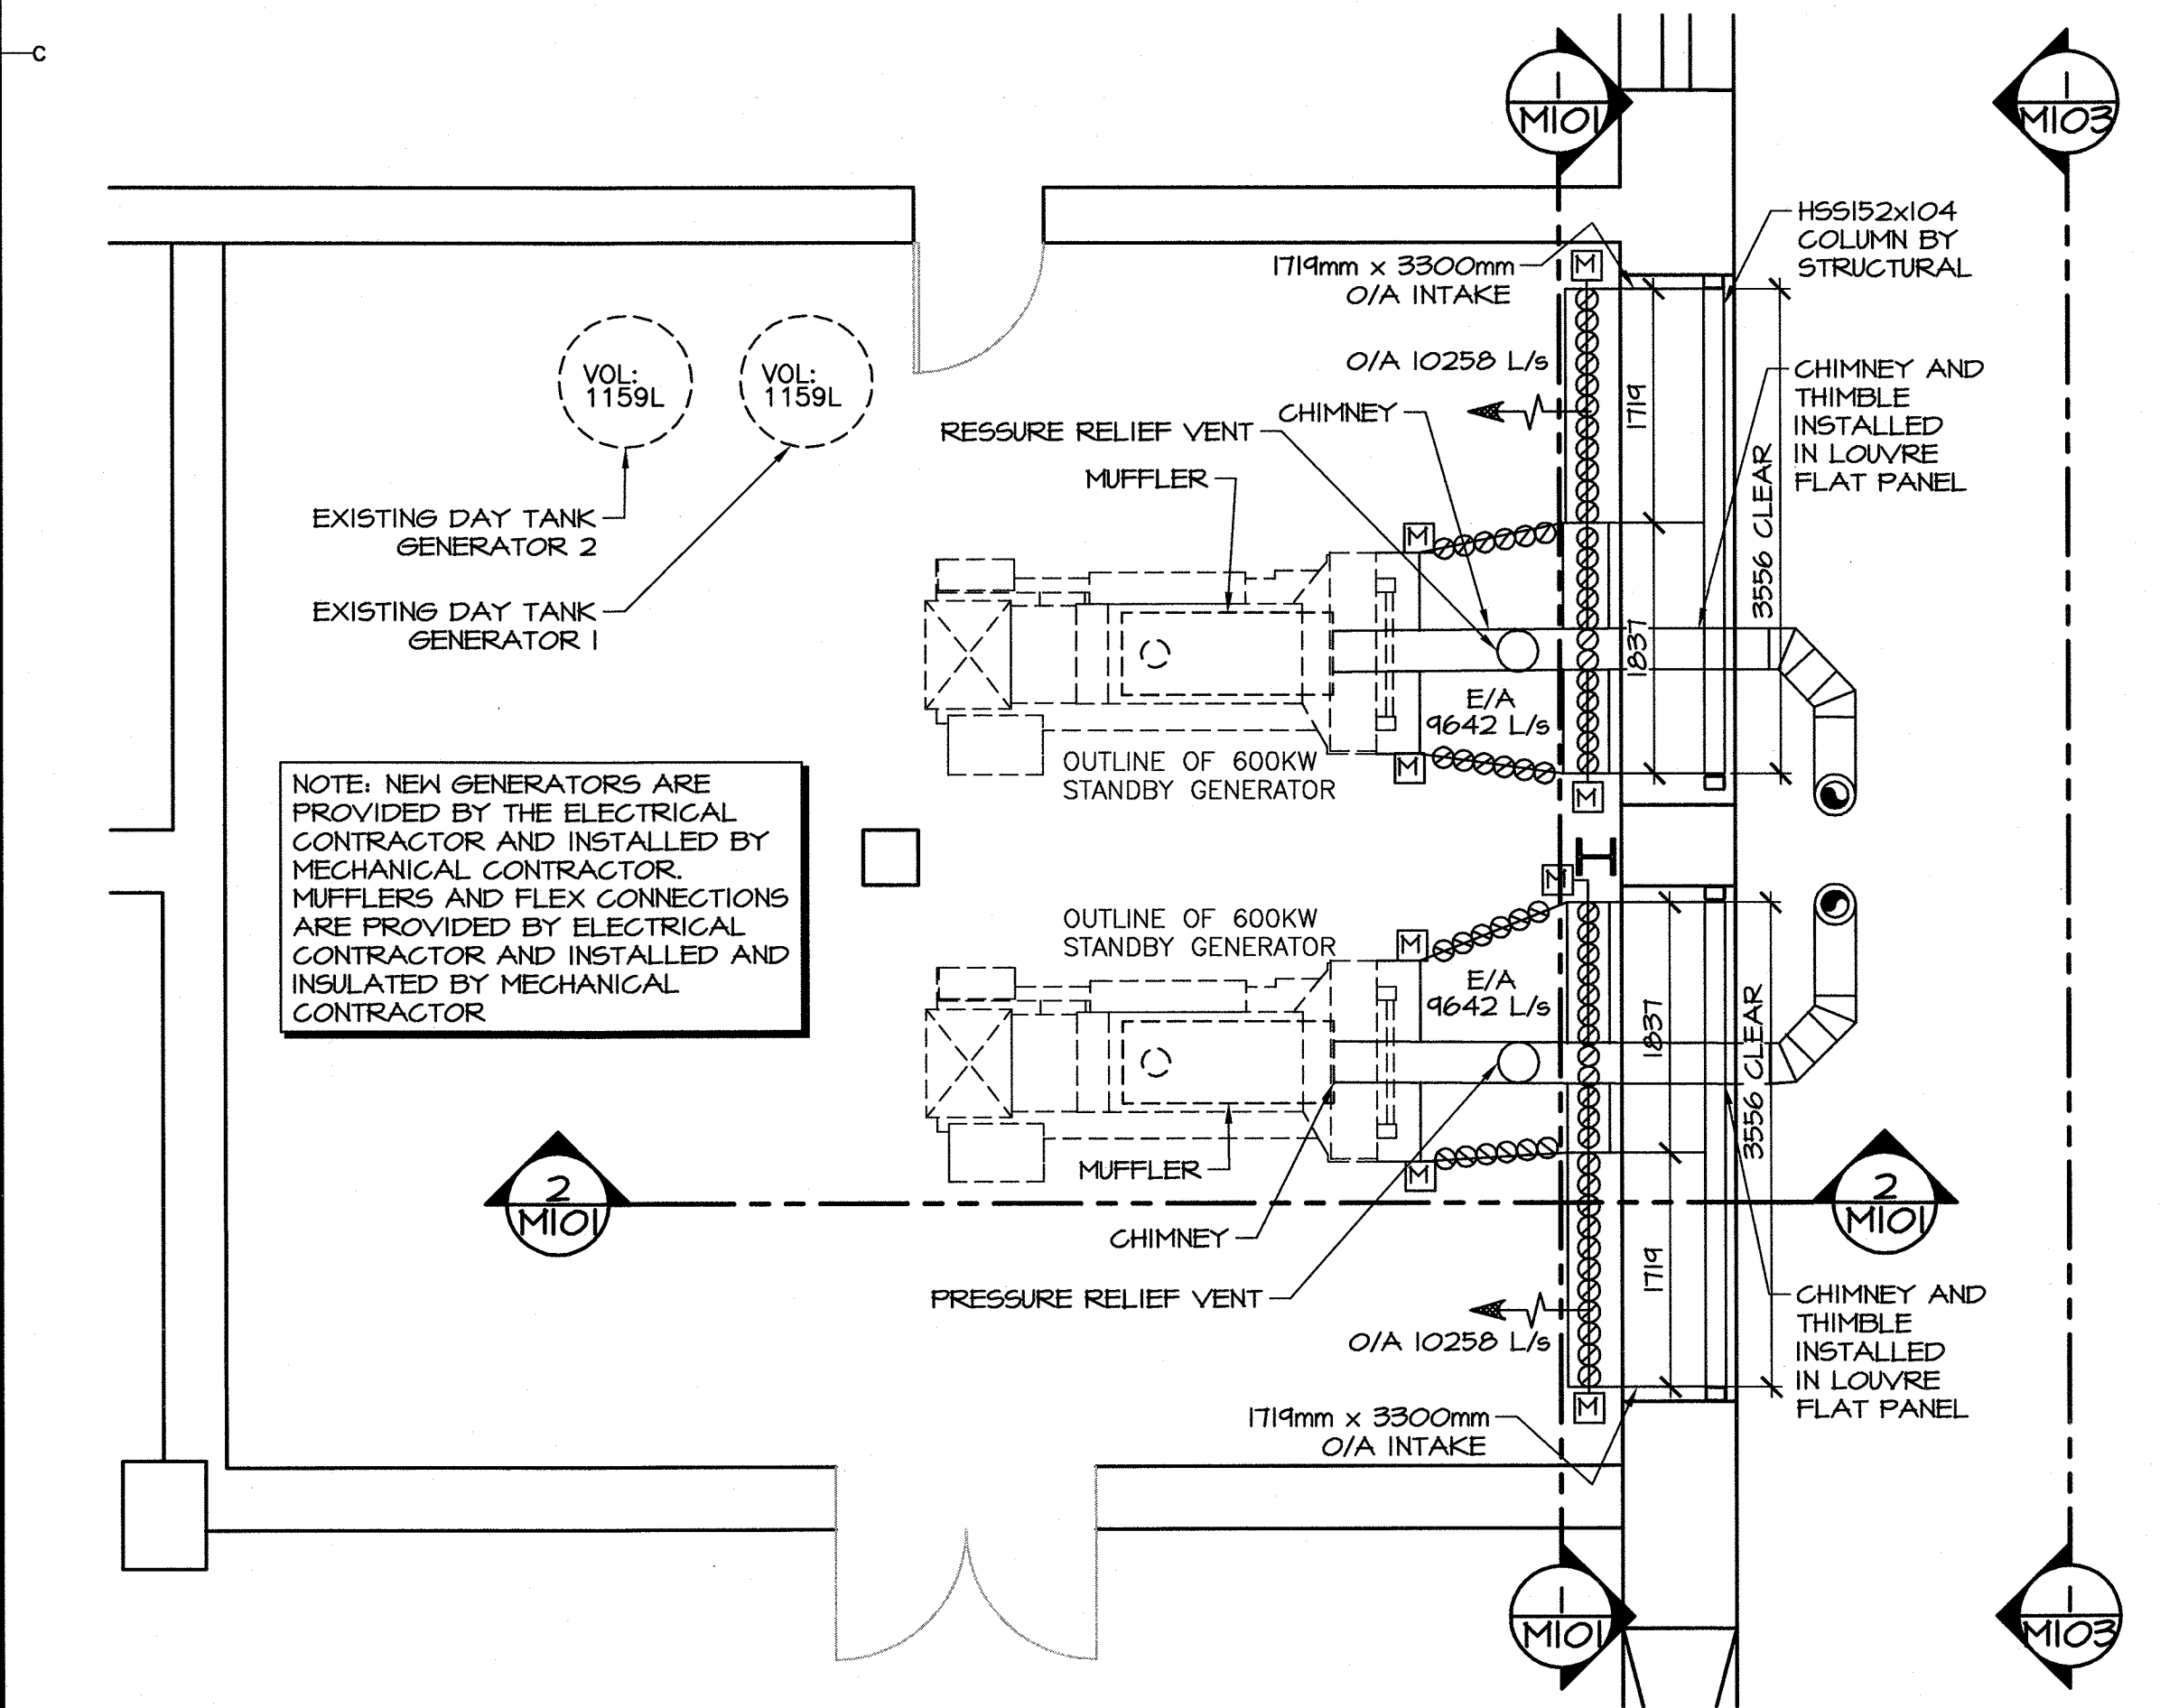 C
1
M101
1
M103
HSS152x104
COLUMN BY
STRUCTURAL
1719mm x 3300mm
O/A INTAKE
M
O/A 10258 L/s
1719
3556 CLEAR
CHIMNEY AND
THIMBLE
INSTALLED
IN LOUVRE
FLAT PANEL
VOL:
1159L
VOL:
1159L
CHIMNEY
RESSURE RELIEF VENT
MUFFLER
EXISTING DAY TANK
GENERATOR 2
EXISTING DAY TANK
GENERATOR 1
M
1837
E/A
9642 L/s
M
M
OUTLINE OF 600KW
STANDBY GENERATOR
NOTE: NEW GENERATORS ARE
PROVIDED BY THE ELECTRICAL
CONTRACTOR AND INSTALLED BY
MECHANICAL CONTRACTOR.
MUFFLERS AND FLEX CONNECTIONS
ARE PROVIDED BY ELECTRICAL
CONTRACTOR AND INSTALLED AND
INSULATED BY MECHANICAL
CONTRACTOR
M
OUTLINE OF 600KW
STANDBY GENERATOR
M
E/A
9642 L/s
1837
3556 CLEAR
MUFFLER
M
2
M101
2
M101
CHIMNEY
PRESSURE RELIEF VENT
1719
O/A 10258 L/s
CHIMNEY AND
THIMBLE
INSTALLED
IN LOUVRE
FLAT PANEL
M
1719mm x 3300mm
O/A INTAKE
1
M101
1
M103